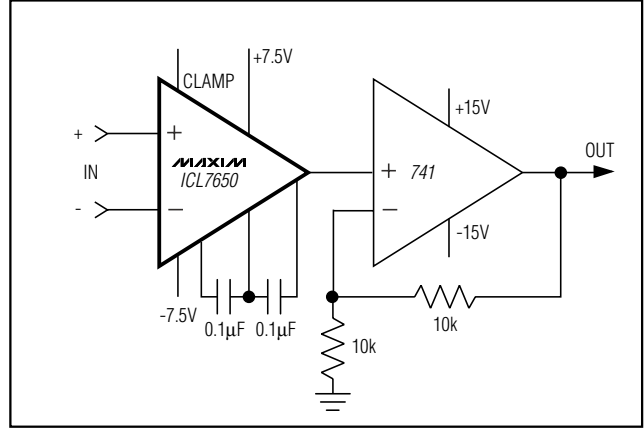 +7.5V
CLAMP
+15V
+
+
MAXIM
ICL7650
IN
OUT
+
741
-
−
−
-15V
-7.5V
0.1µF
0.1µF
10k
10k